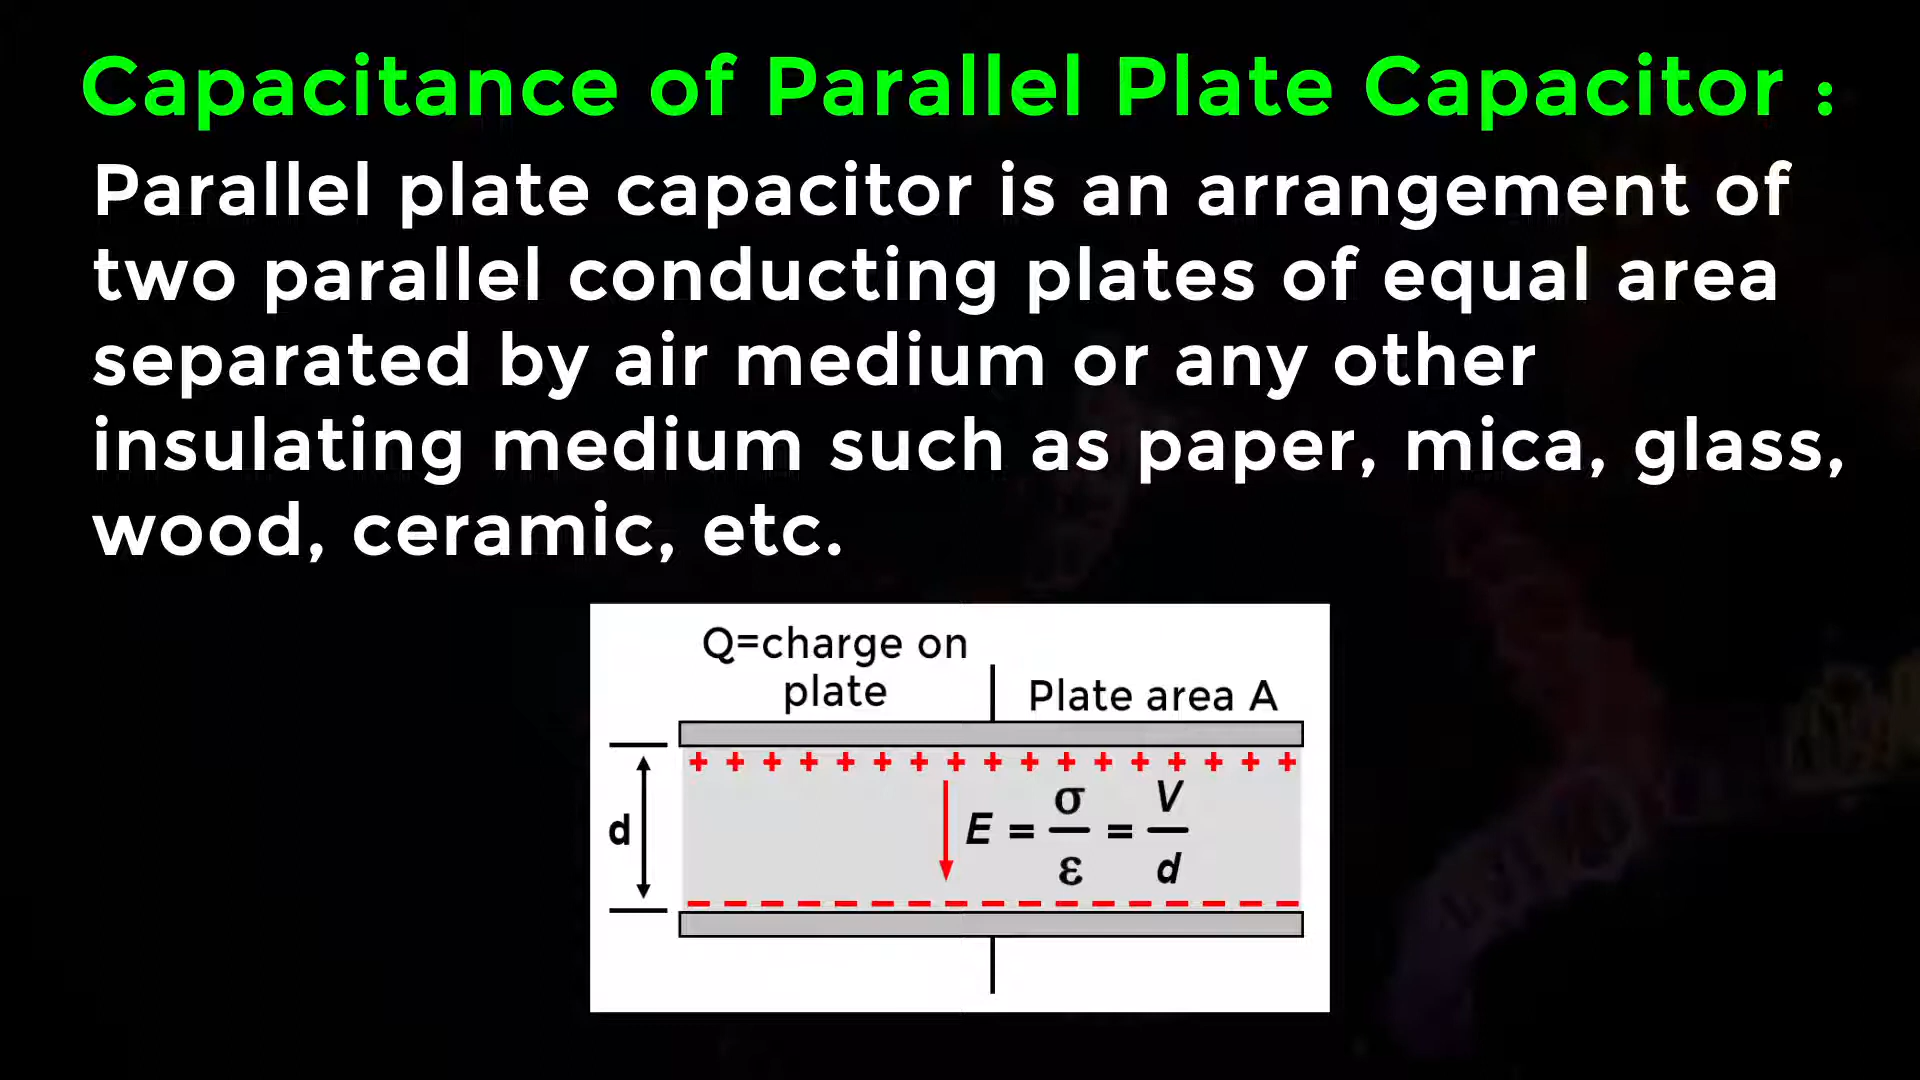 Capacitance of Parallel Plate Capacitor :
Parallel plate capacitor is an arrangement of
two parallel conducting plates of equal area
separated by air medium or any other
insulating medium such as paper, mica, glass,
wood, ceramic, etc.
Q=charge on
plate
Plate area A
+ + + + + + + + + + + + + + + + +
d
E = σ/ε = V/d
– – – – – – – – – – – – – – – – –